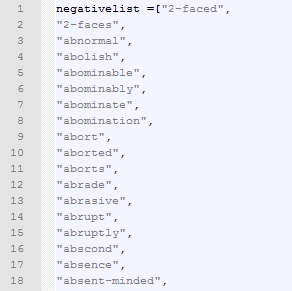 1 negativelist =["2-faced",
2 "2-faces",
3 "abnormal",
4 "abolish",
5 "abominable",
6 "abominably",
7 "abominate",
8 "abomination",
9 "abort",
10 "aborted",
11 "aborts",
12 "abrade",
13 "abrasive",
14 "abrupt",
15 "abruptly",
16 "abscond",
17 "absence",
18 "absent-minded",